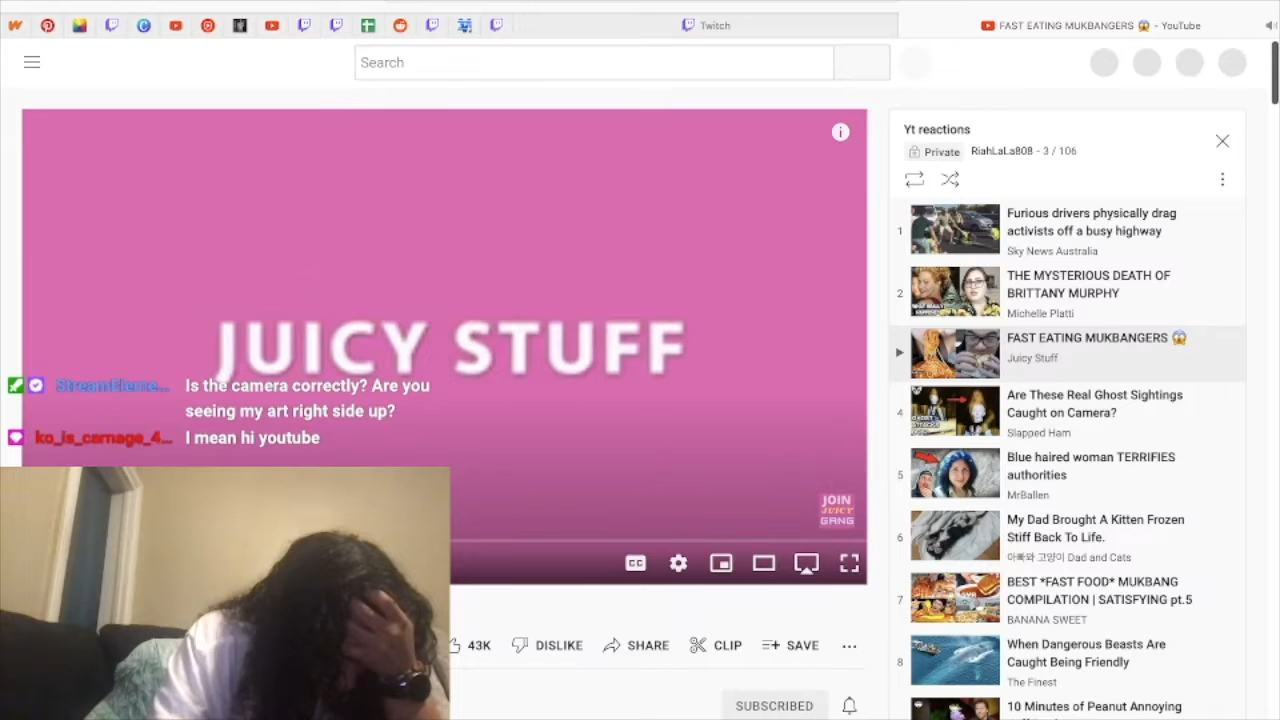 Twitch
FAST EATING MUKBANGERS 😱 - YouTube
Search
JUICY STUFF
StreamEleme... Is the camera correctly? Are you
seeing my art right side up?
ko_is_carnage_4... I mean hi youtube
JOIN
JUICY
GANG
CC
43K
DISLIKE
SHARE
CLIP
SAVE
SUBSCRIBED
Yt reactions
Private RiahLaLa808 - 3 / 106
1
Furious drivers physically drag
activists off a busy highway
Sky News Australia
2
THE MYSTERIOUS DEATH OF
BRITTANY MURPHY
Michelle Platti
FAST EATING MUKBANGERS 😱
Juicy Stuff
4
Are These Real Ghost Sightings
Caught on Camera?
Slapped Ham
5
Blue haired woman TERRIFIES
authorities
MrBallen
6
My Dad Brought A Kitten Frozen
Stiff Back To Life.
아빠와 고양이 Dad and Cats
7
BEST *FAST FOOD* MUKBANG
COMPILATION | SATISFYING pt.5
BANANA SWEET
8
When Dangerous Beasts Are
Caught Being Friendly
The Finest
10 Minutes of Peanut Annoying